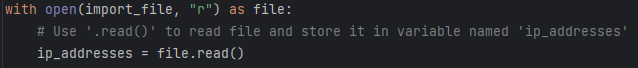 with open(import_file, "r") as file:
    # Use '.read()' to read file and store it in variable named 'ip_addresses'
    ip_addresses = file.read()